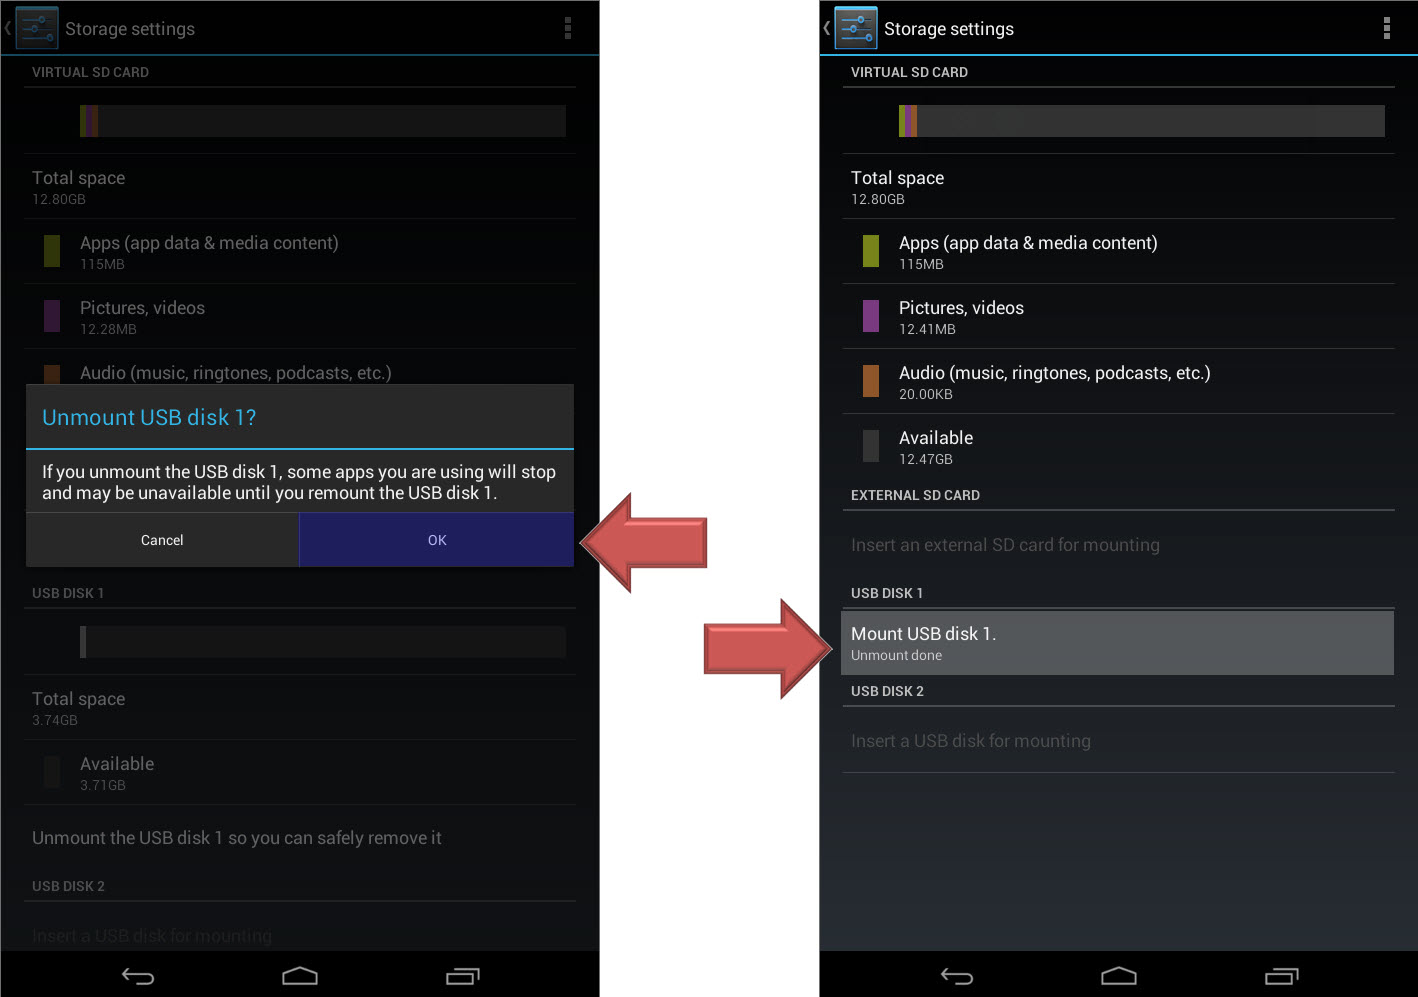 Storage settings
VIRTUAL SD CARD
Total space
12.80GB
Apps (app data & media content)
115MB
Pictures, videos
12.28MB
Audio (music, ringtones, podcasts, etc.)
Unmount USB disk 1?
If you unmount the USB disk 1, some apps you are using will stop
and may be unavailable until you remount the USB disk 1.
Cancel OK
USB DISK 1
Total space
3.74GB
Available
3.71GB
Unmount the USB disk 1 so you can safely remove it
USB DISK 2
Insert a USB disk for mounting
Storage settings
VIRTUAL SD CARD
Total space
12.80GB
Apps (app data & media content)
115MB
Pictures, videos
12.41MB
Audio (music, ringtones, podcasts, etc.)
20.00KB
Available
12.47GB
EXTERNAL SD CARD
Insert an external SD card for mounting
USB DISK 1
Mount USB disk 1.
Unmount done
USB DISK 2
Insert a USB disk for mounting